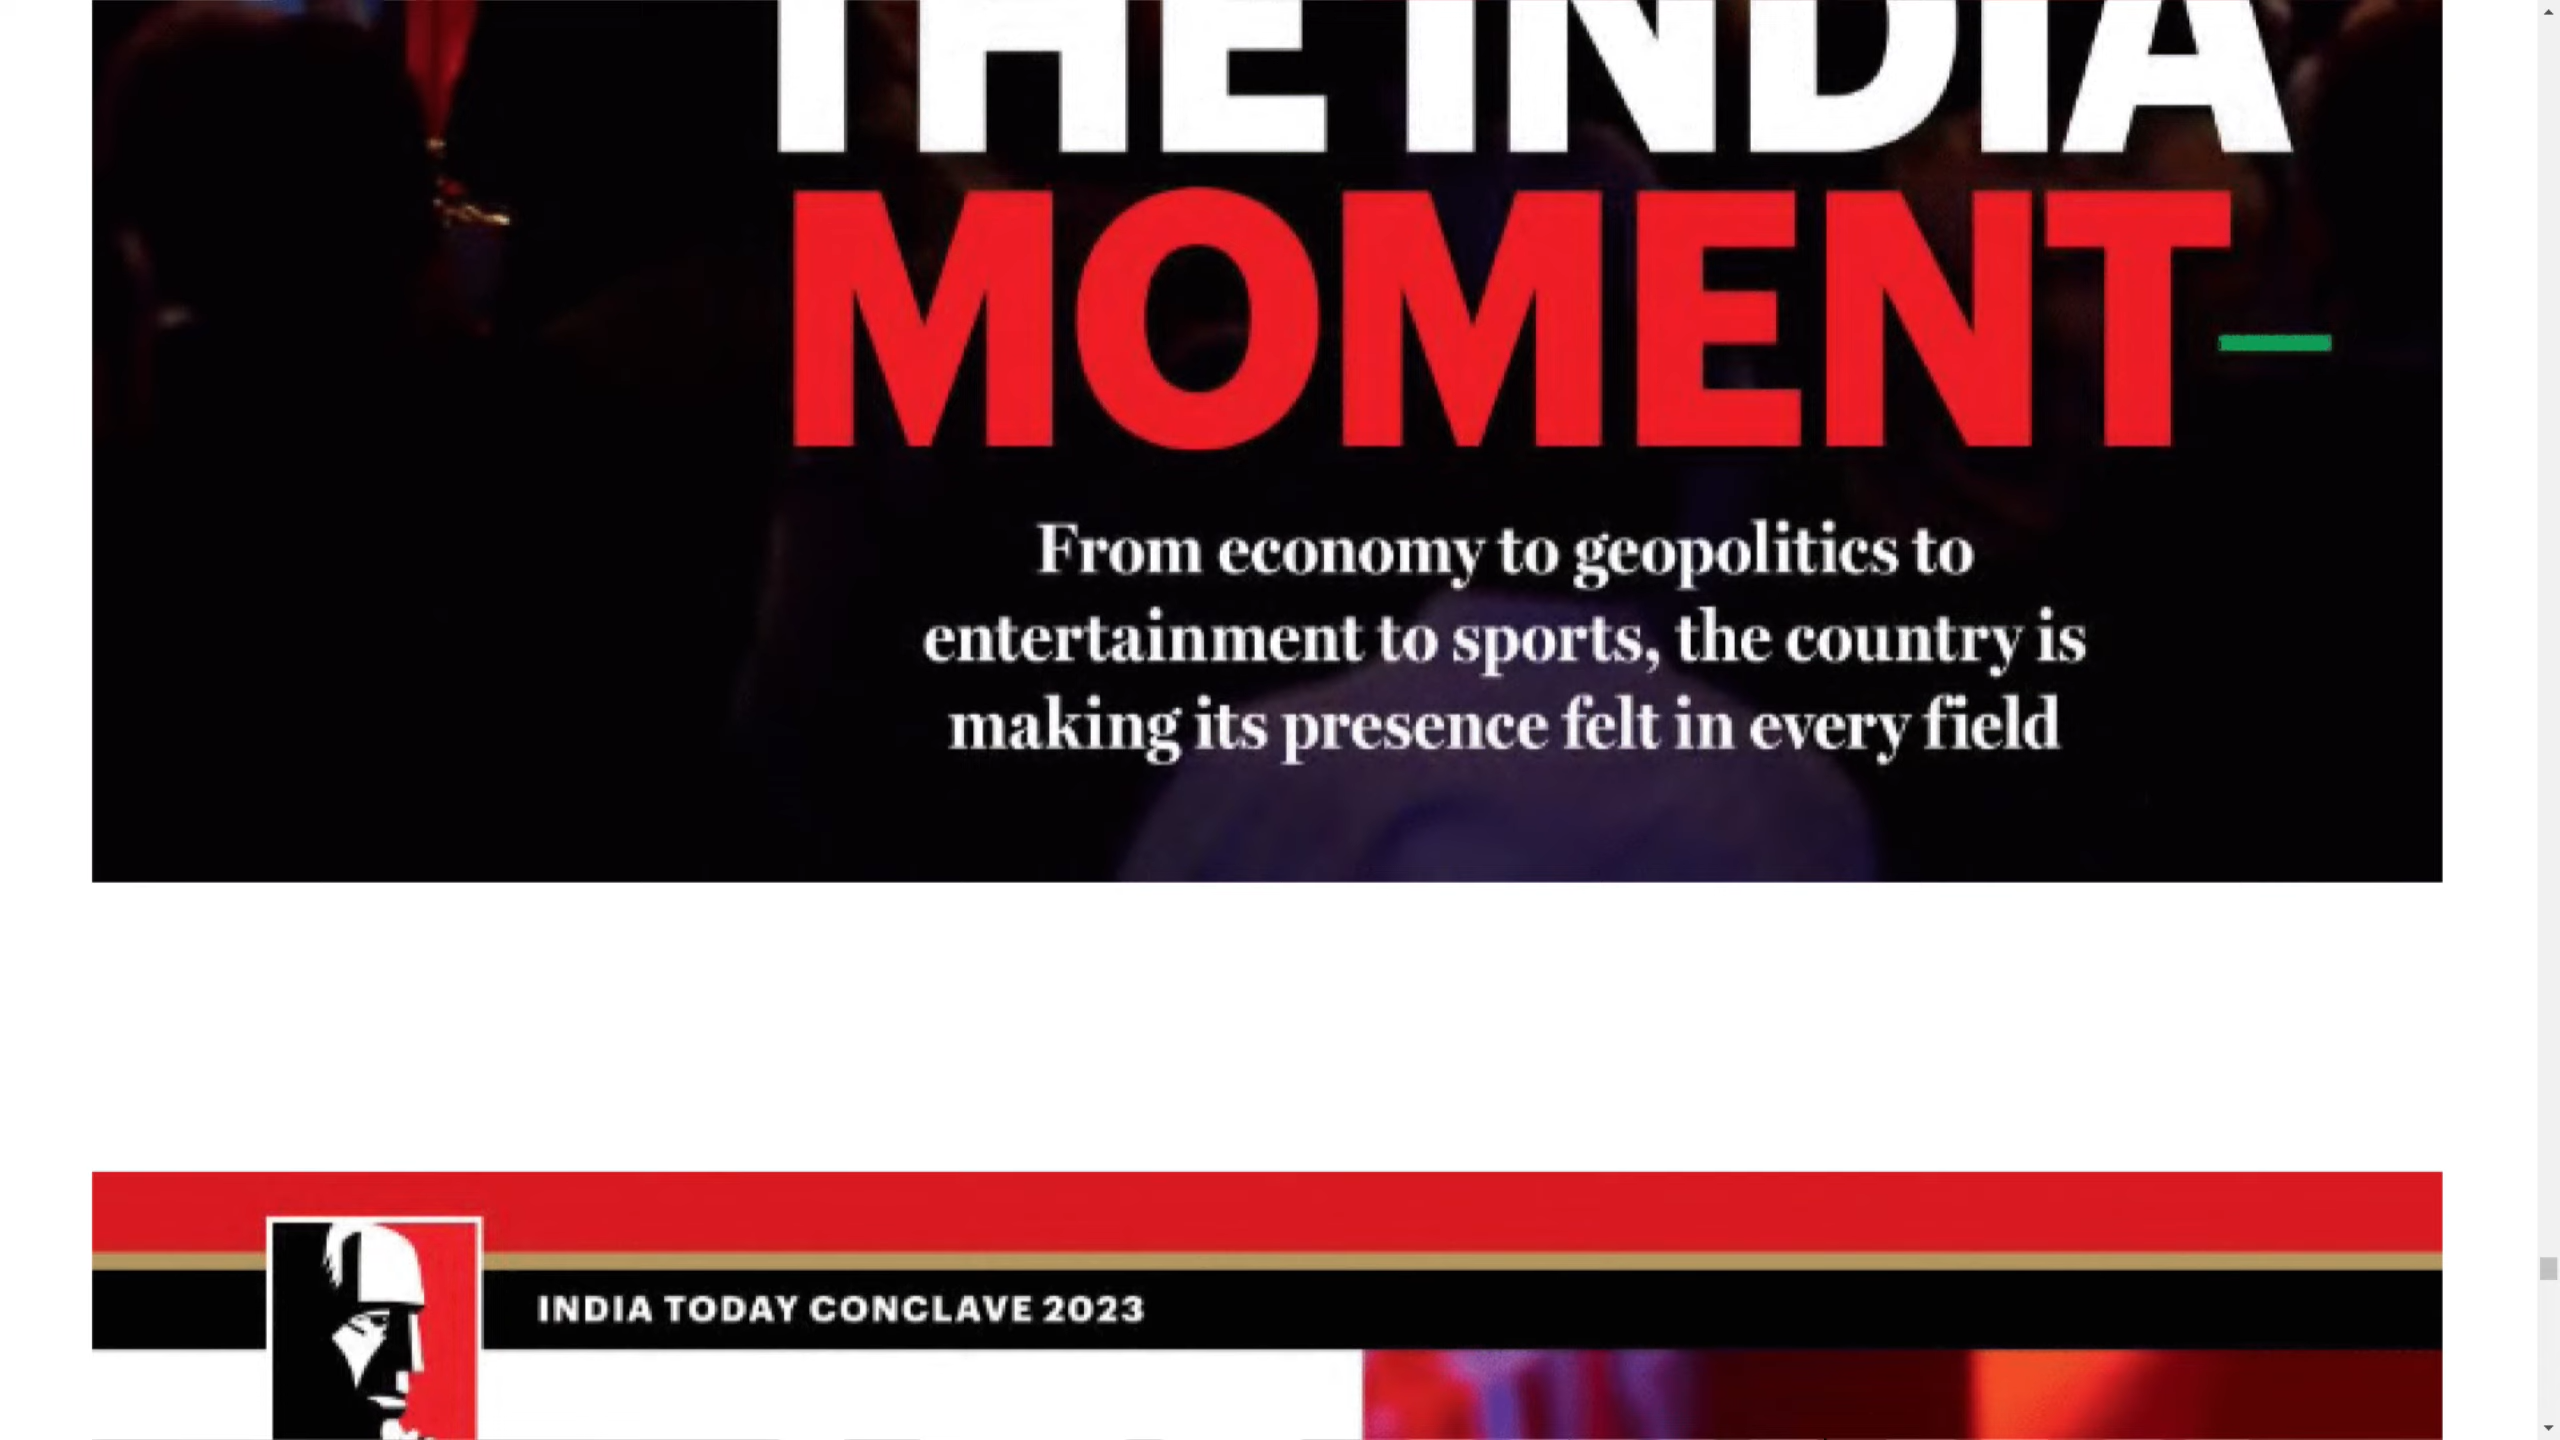 THE INDIA
MOMENT
From economy to geopolitics to
entertainment to sports, the country is
making its presence felt in every field
INDIA TODAY CONCLAVE 2023